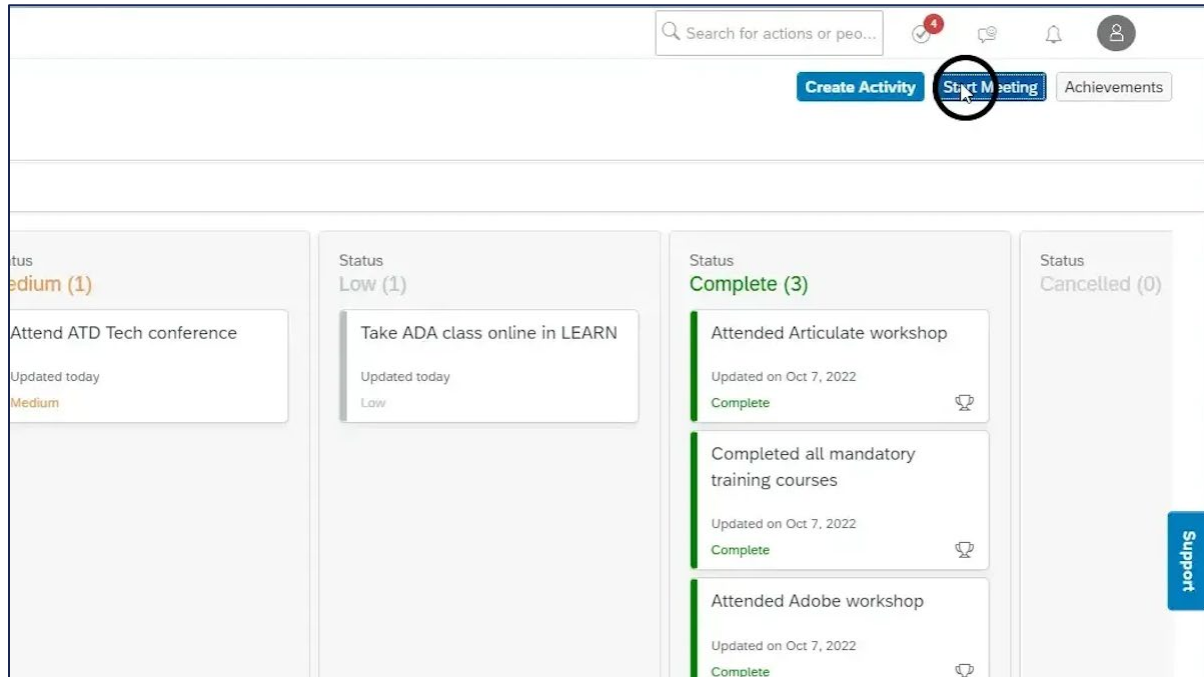 Search for actions or peo...
4
Create Activity
Start Meeting
Achievements
tus
edium (1)
Attend ATD Tech conference
Updated today
Medium
Status
Low (1)
Take ADA class online in LEARN
Updated today
Low
Status
Complete (3)
Attended Articulate workshop
Updated on Oct 7, 2022
Complete
Completed all mandatory
training courses
Updated on Oct 7, 2022
Complete
Attended Adobe workshop
Updated on Oct 7, 2022
Complete
Status
Cancelled (0)
Support